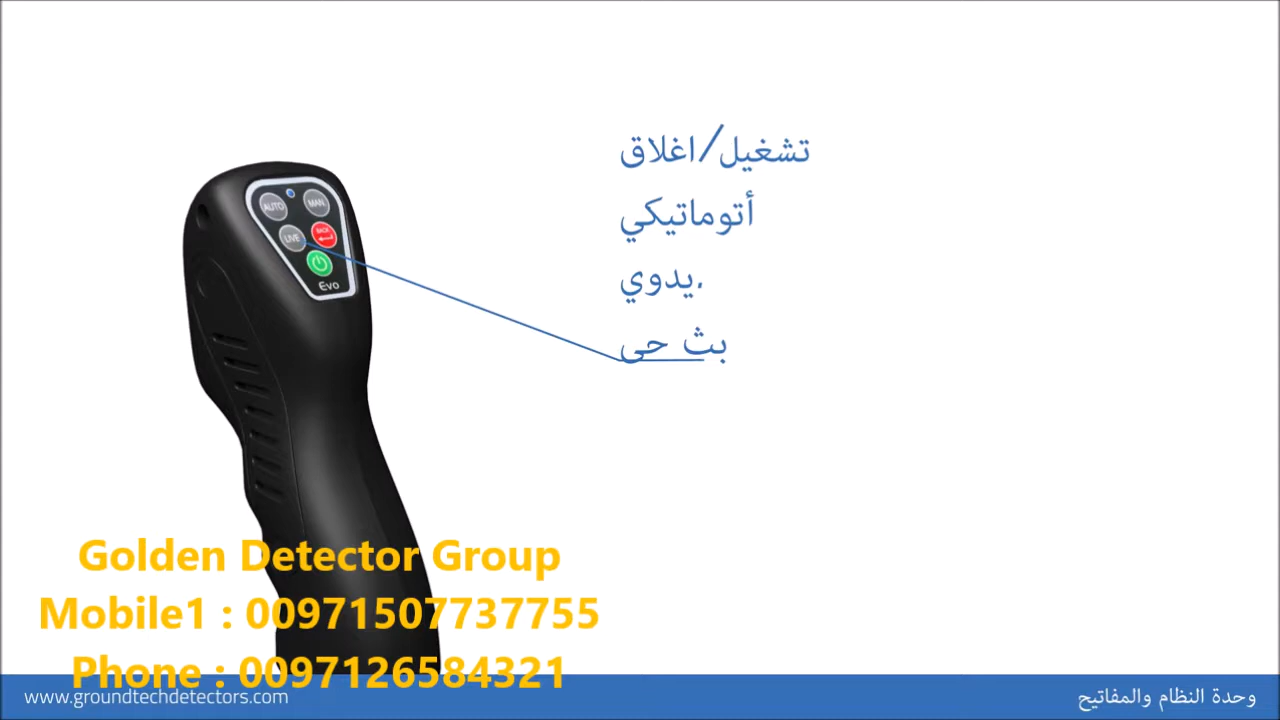 تشغيل/اغلاق
أتوماتيكي
يدوي.
بث حى
AUTO
MAN.
LIVE
BACK
Evo
Golden Detector Group
Mobile1 : 00971507737755
Phone : 0097126584321
www.groundtechdetectors.com
وحدة النظام والمفاتيح